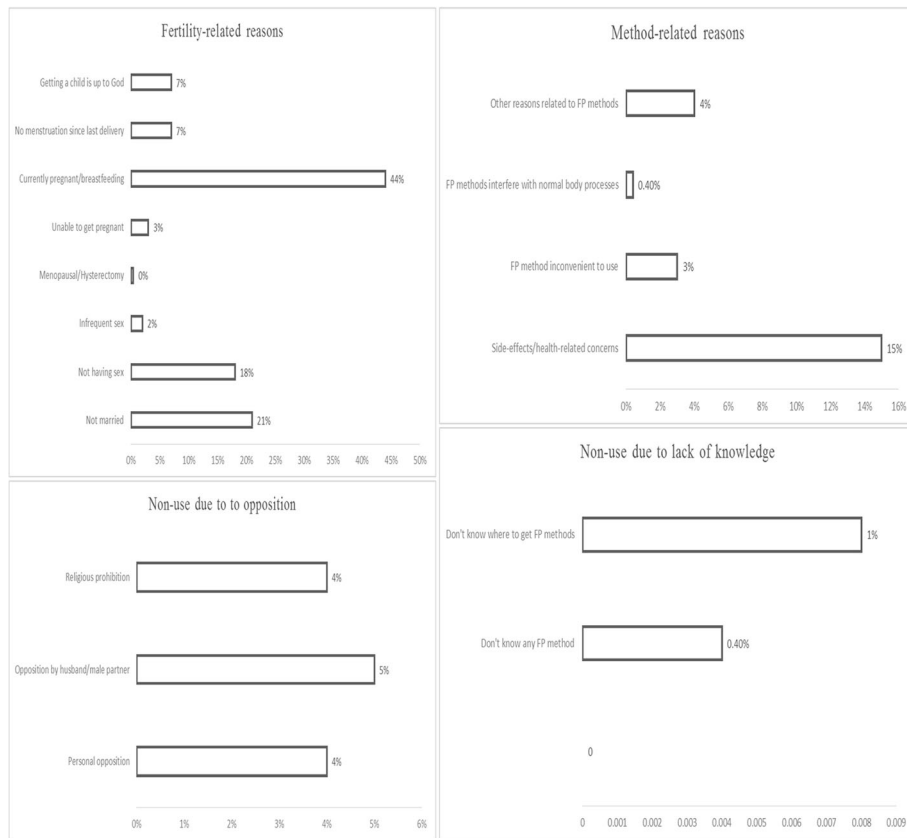 Fertility-related reasons
Getting a child is up to God
7%
No menstruation since last delivery
7%
Currently pregnant/breastfeeding
44%
Unable to get pregnant
3%
Menopausal/Hysterectomy
0%
Infrequent sex
2%
Not having sex
18%
Not married
21%
0% 5% 10% 15% 20% 25% 30% 35% 40% 45% 50%
Method-related reasons
Other reasons related to FP methods
4%
FP methods interfere with normal body processes
0.40%
FP method inconvenient to use
3%
Side-effects/health-related concerns
15%
0% 2% 4% 6% 8% 10% 12% 14% 16%
Non-use due to to opposition
Religious prohibition
4%
Opposition by husband/male partner
5%
Personal opposition
4%
0% 1% 2% 3% 4% 5% 6%
Non-use due to lack of knowledge
Don't know where to get FP methods
1%
Don't know any FP method
0.40%
0
0 0.001 0.002 0.003 0.004 0.005 0.006 0.007 0.008 0.009